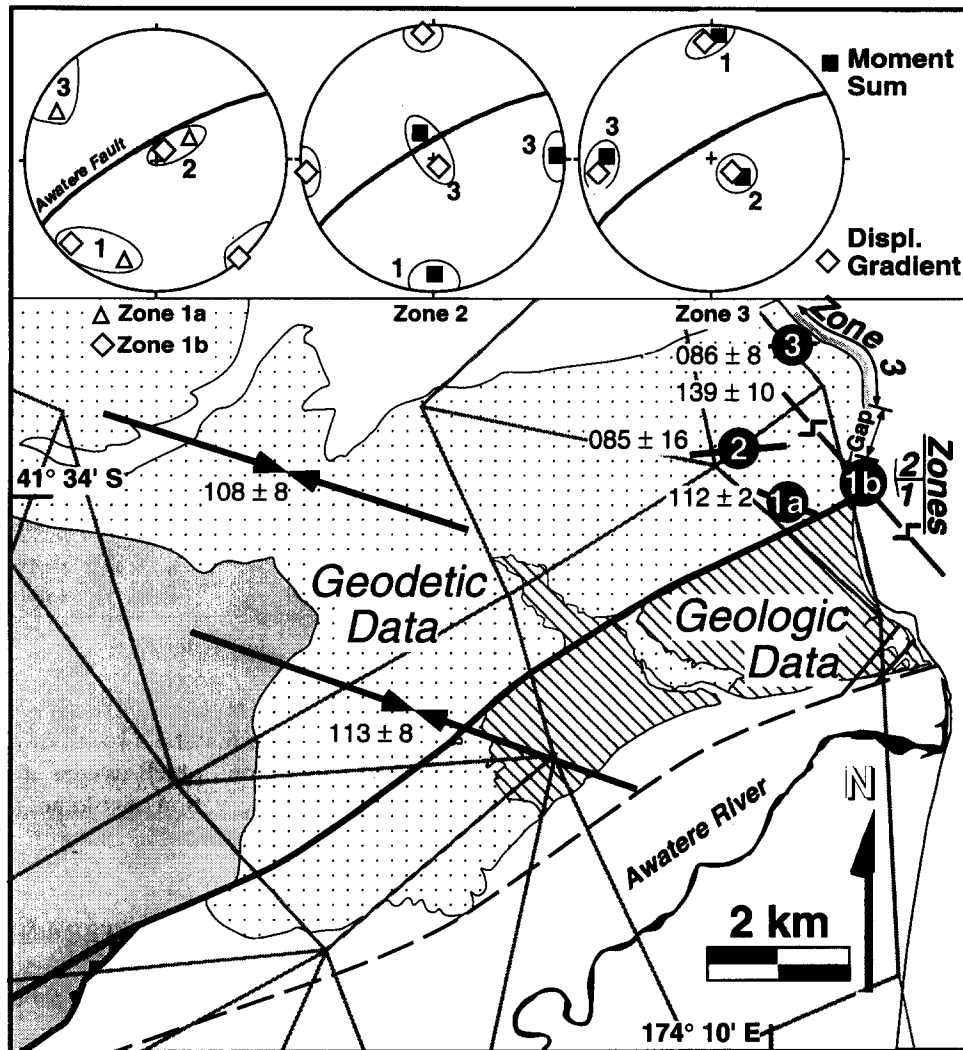 3
2
1
Awatere Fault
3
3
1
1
3
2
Moment
Sum
Displ.
Gradient
Zone 1a
Zone 1b
Zone 2
Zone 3
086 ± 8
3
Zone 3
139 ± 10
Gap
085 ± 16
2
41° 34' S
108 ± 8
112 ± 2
1a
1b
2/1
Zones
Geodetic
Data
Geologic
Data
113 ± 8
N
Awatere River
2 km
174° 10' E